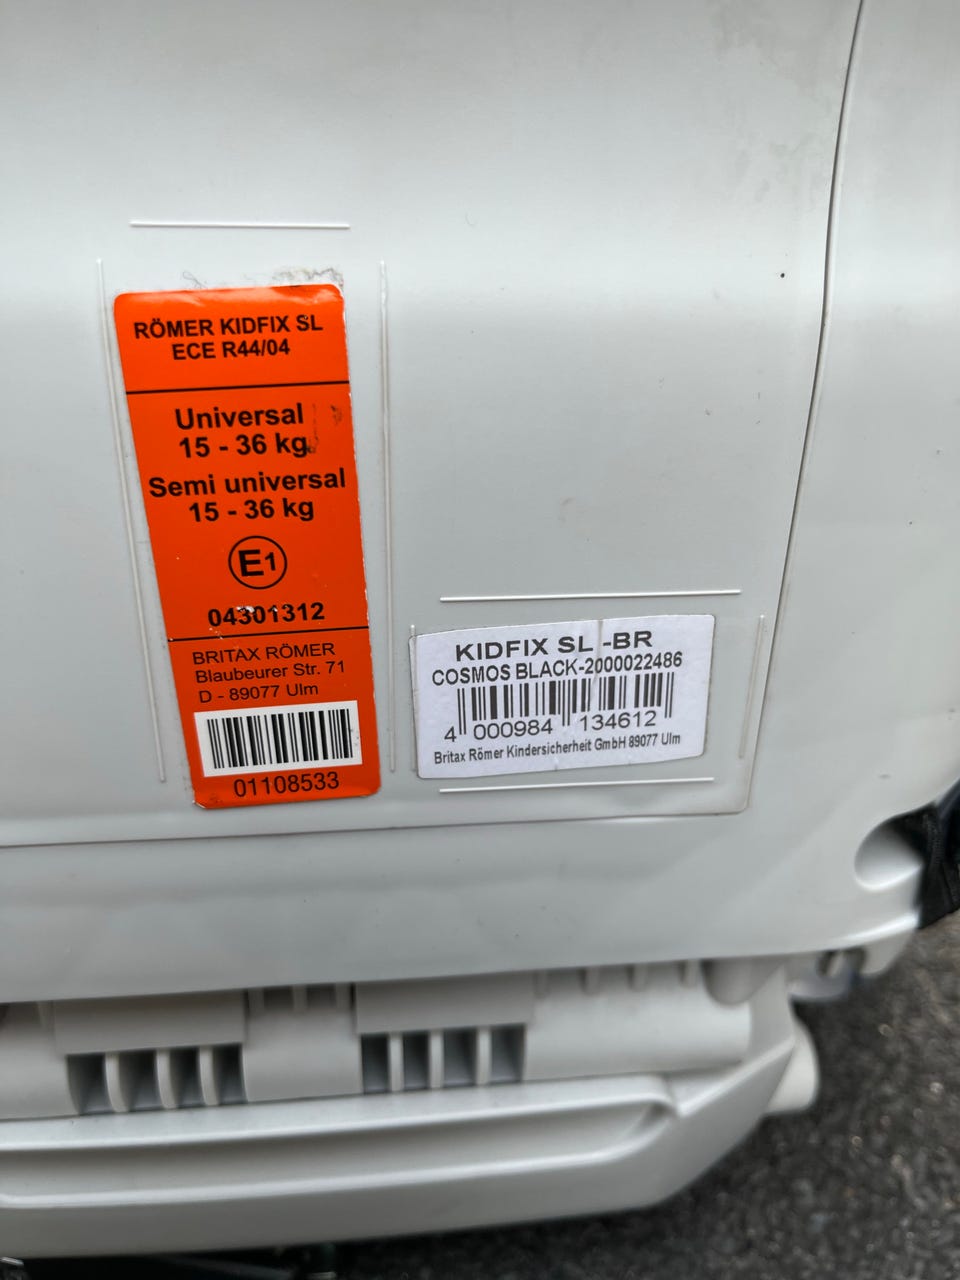 RÖMER KIDFIX SL
ECE R44/04
Universal
15 - 36 kg
Semi universal
15 - 36 kg
E1
04301312
BRITAX RÖMER
Blaubeurer Str. 71
D - 89077 Ulm
01108533
KIDFIX SL -BR
COSMOS BLACK-2000022486
4 000984 134612
Britax Römer Kindersicherheit GmbH 89077 Ulm